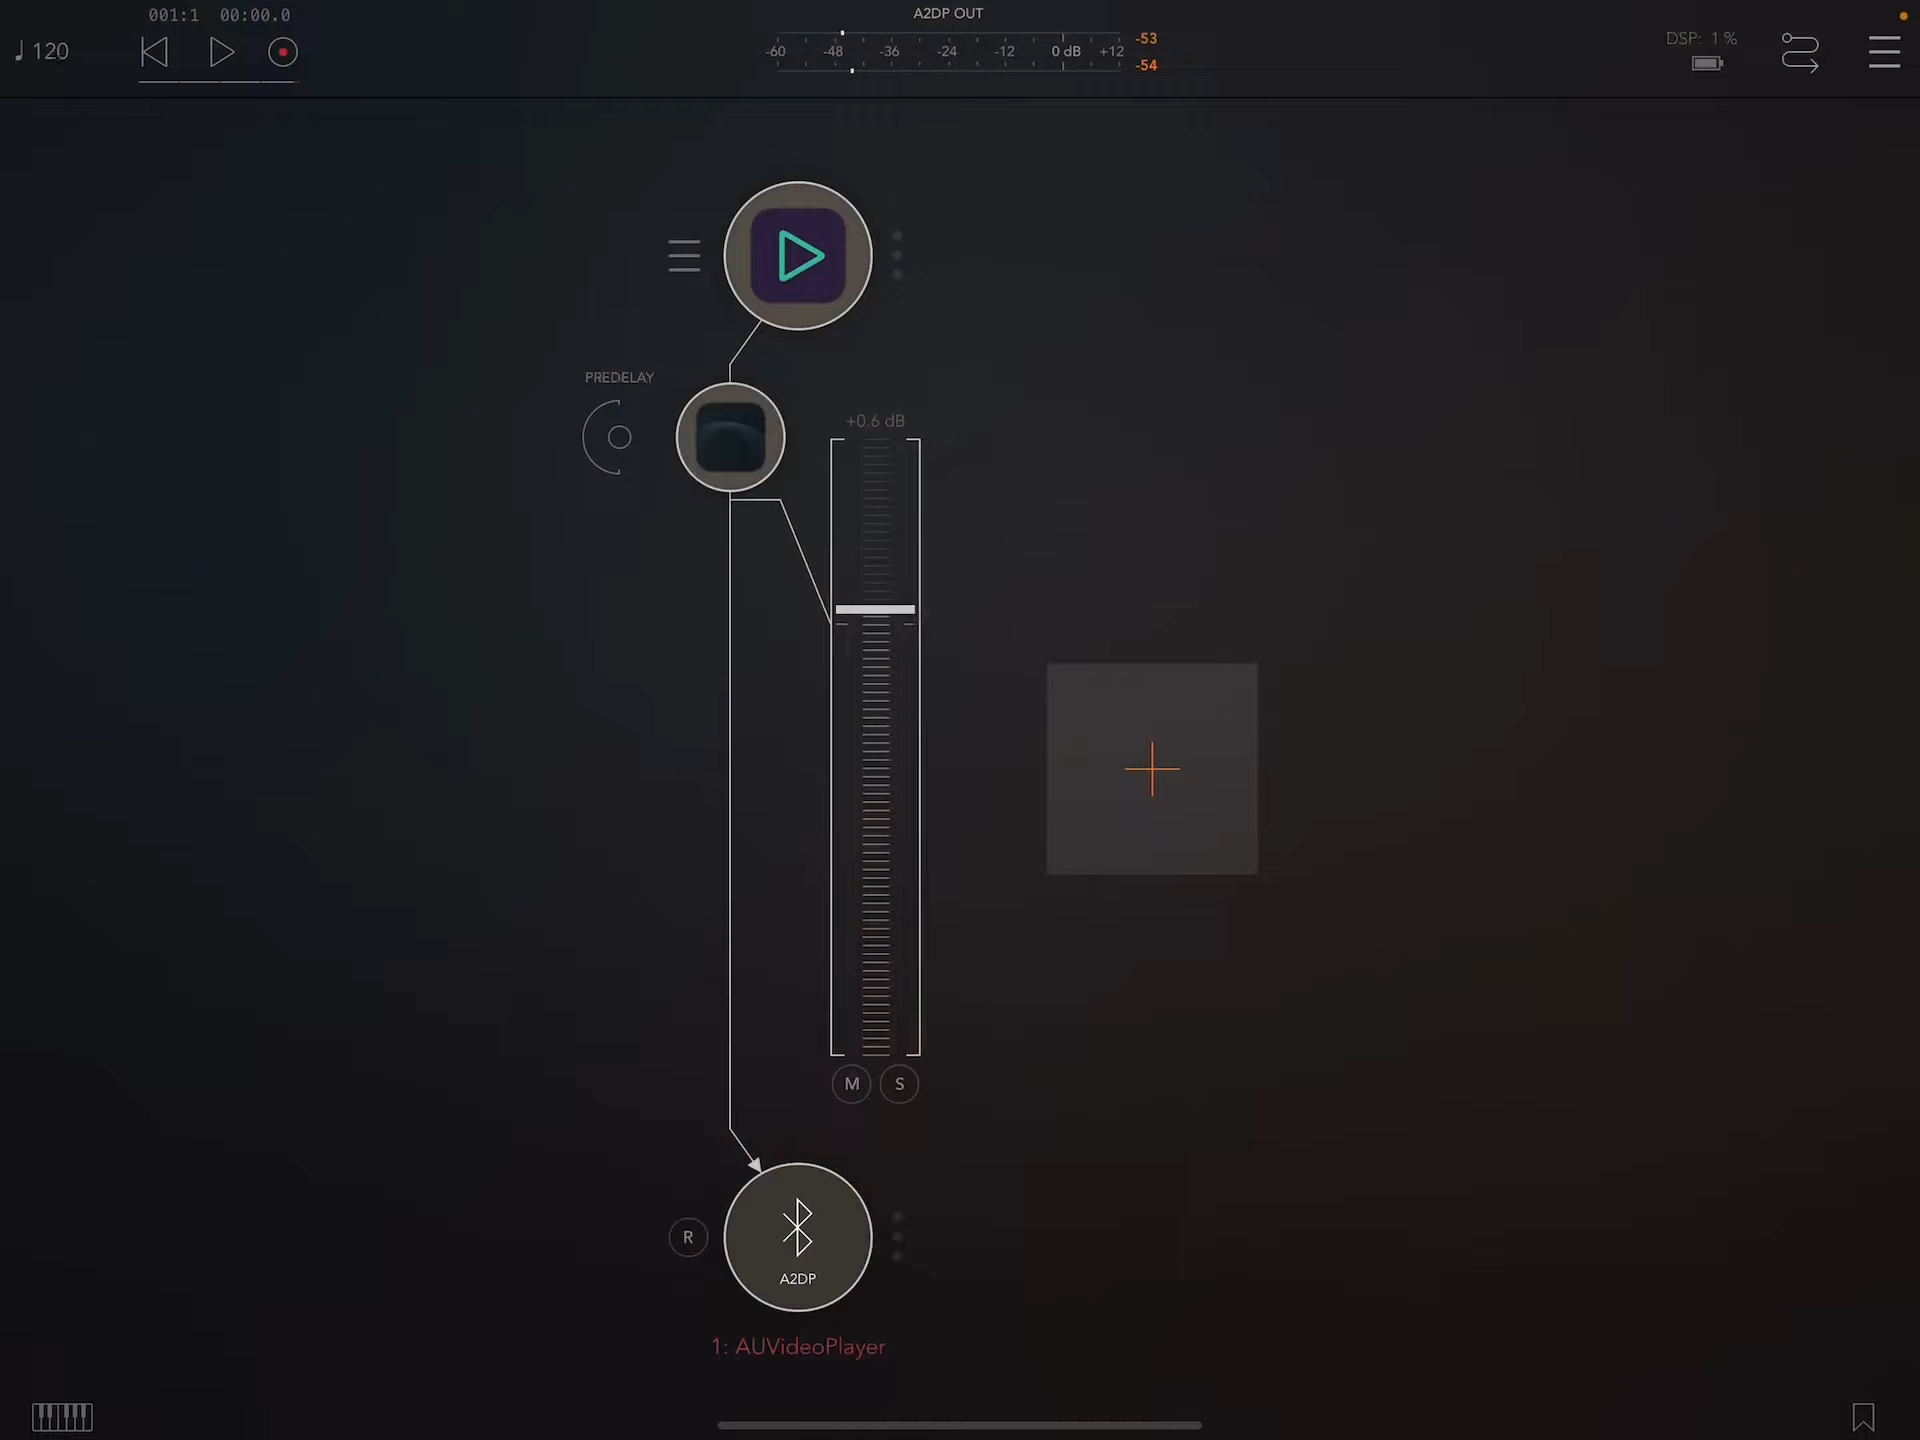 001:1 00:00.0
120
A2DP OUT
-60 -48 -36 -24 -12 0 dB +12
-53
-54
DSP: 1 %
PREDELAY
+0.6 dB
M S
R
A2DP
1: AUVideoPlayer